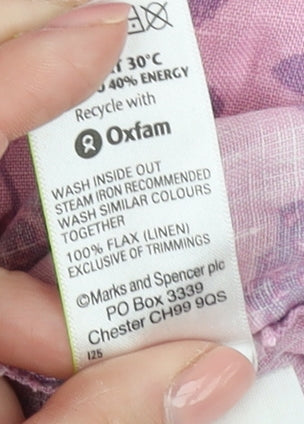 30°C
40% ENERGY
Recycle with
Oxfam
WASH INSIDE OUT
STEAM IRON RECOMMENDED
WASH SIMILAR COLOURS
TOGETHER
100% FLAX (LINEN)
EXCLUSIVE OF TRIMMINGS
©Marks and Spencer plc
PO Box 3339
Chester CH99 9QS
125